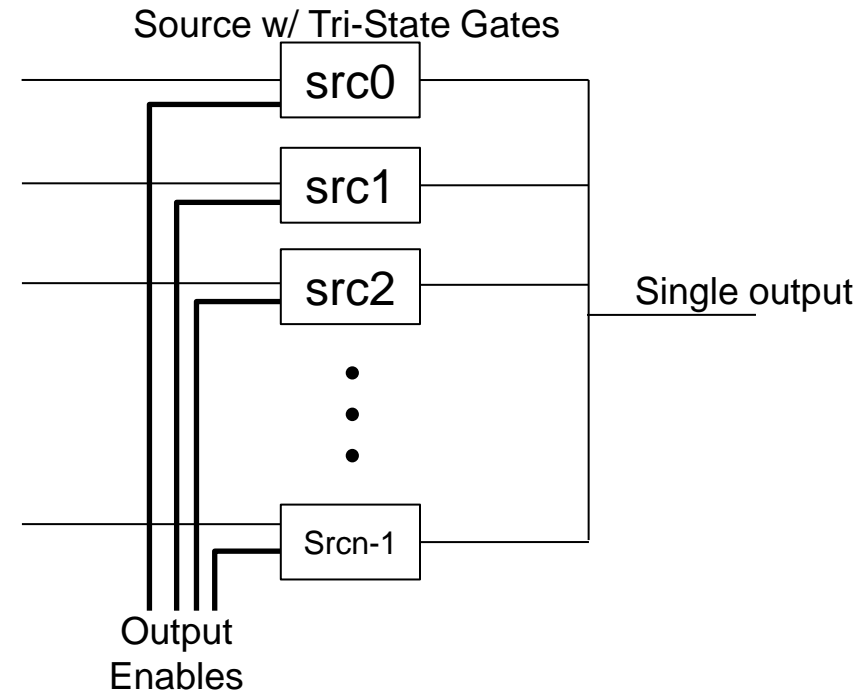 Source w/ Tri-State Gates
src0
src1
src2
Single output
Srcn-1
Output
Enables